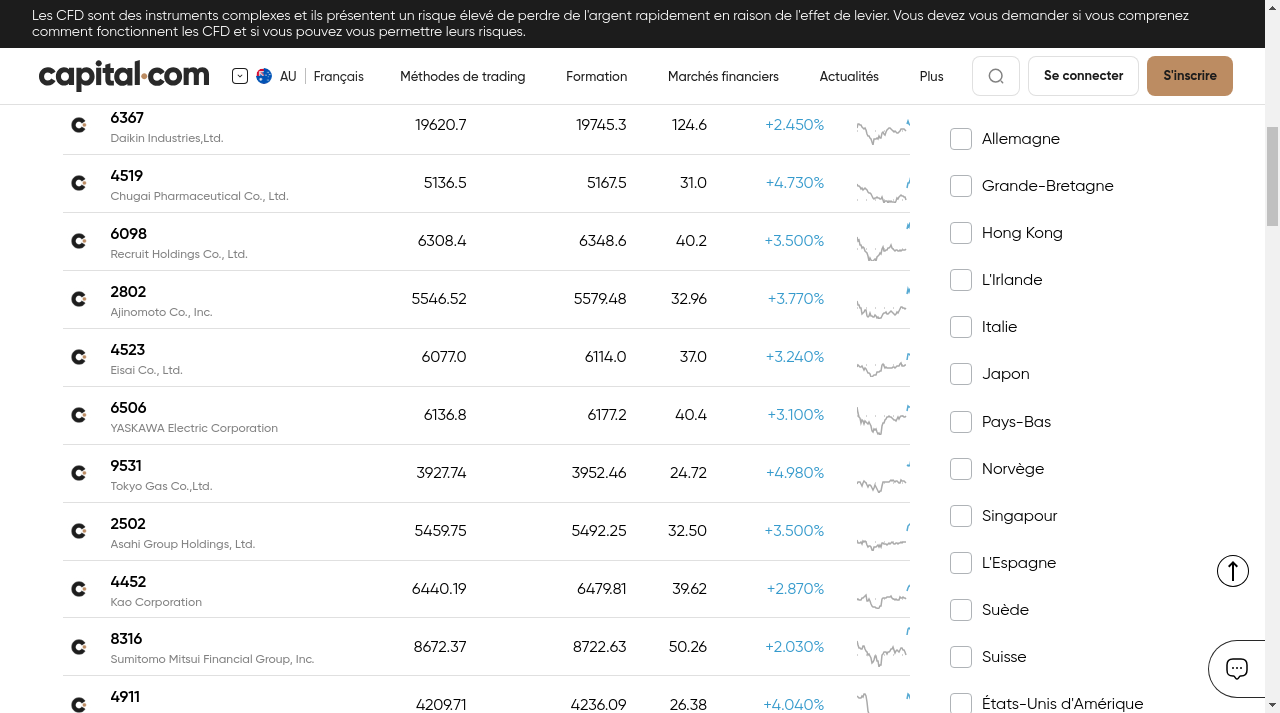 Les CFD sont des instruments complexes et ils présentent un risque élevé de perdre de l'argent rapidement en raison de l'effet de levier. Vous devez vous demander si vous comprenez
comment fonctionnent les CFD et si vous pouvez vous permettre leurs risques.
capital.com AU Français Méthodes de trading Formation Marchés financiers Actualités Plus Se connecter S'inscrire
6367
Daikin Industries,Ltd.
19620.7 19745.3 124.6 +2.450%
4519
Chugai Pharmaceutical Co., Ltd.
5136.5 5167.5 31.0 +4.730%
6098
Recruit Holdings Co., Ltd.
6308.4 6348.6 40.2 +3.500%
2802
Ajinomoto Co., Inc.
5546.52 5579.48 32.96 +3.770%
4523
Eisai Co., Ltd.
6077.0 6114.0 37.0 +3.240%
6506
YASKAWA Electric Corporation
6136.8 6177.2 40.4 +3.100%
9531
Tokyo Gas Co.,Ltd.
3927.74 3952.46 24.72 +4.980%
2502
Asahi Group Holdings, Ltd.
5459.75 5492.25 32.50 +3.500%
4452
Kao Corporation
6440.19 6479.81 39.62 +2.870%
8316
Sumitomo Mitsui Financial Group, Inc.
8672.37 8722.63 50.26 +2.030%
4911
4209.71 4236.09 26.38 +4.040%
Allemagne
Grande-Bretagne
Hong Kong
L'Irlande
Italie
Japon
Pays-Bas
Norvège
Singapour
L'Espagne
Suède
Suisse
États-Unis d'Amérique